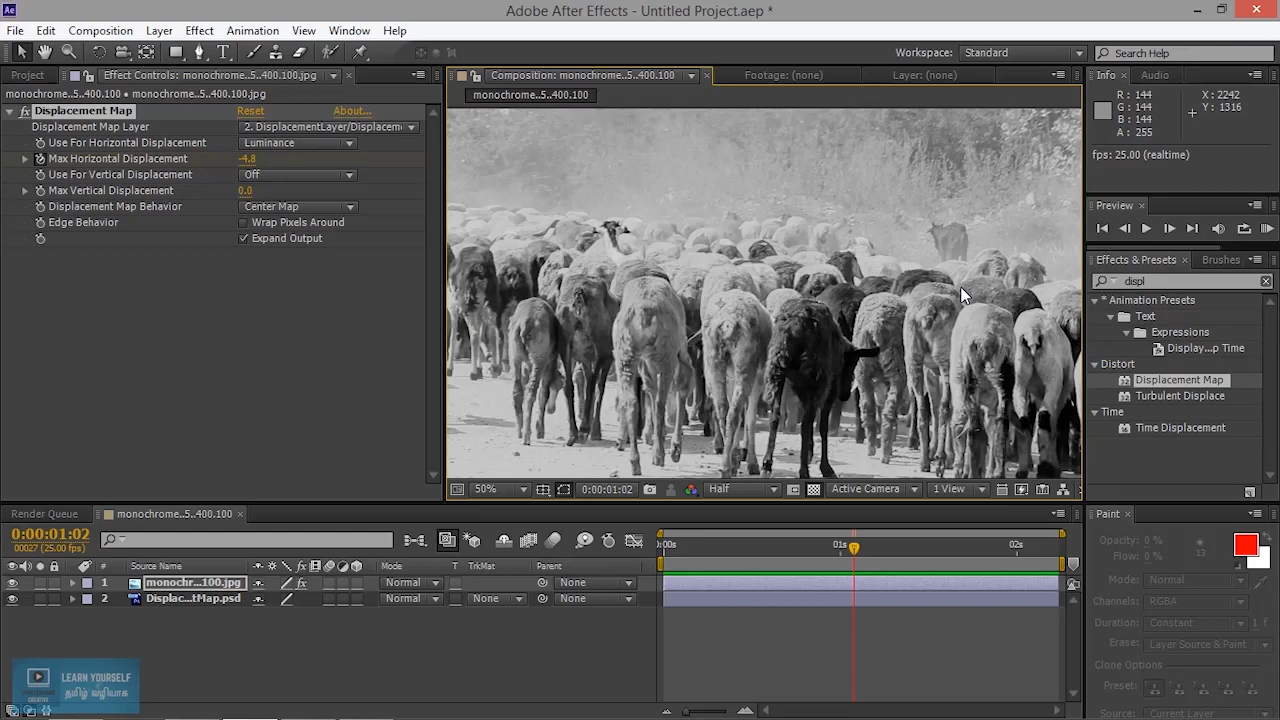 Ae
Adobe After Effects - Untitled Project.aep *
File Edit Composition Layer Effect Animation View Window Help
Workspace: Standard
Search Help
Project
Effect Controls: monochrome..5..400.100.jpg
Composition: monochrome..5..400.100
Footage: (none)
Layer: (none)
Info
Audio
monochrome..5..400.100 • monochrome..5..400.100.jpg
monochrome..5..400.100
R: 144
G: 144
B: 144
A: 255
X: 2242
Y: 1316
fps: 25.00 (realtime)
fx Displacement Map Reset About...
Displacement Map Layer 2. DisplacementLayer/Displacem
Use For Horizontal Displacement Luminance
Max Horizontal Displacement -4.8
Use For Vertical Displacement Off
Max Vertical Displacement 0.0
Displacement Map Behavior Center Map
Edge Behavior Wrap Pixels Around
Expand Output
Preview
Effects & Presets
Brushes
displ
* Animation Presets
Text
Expressions
Display...p Time
Distort
Displacement Map
Turbulent Displace
Time
Time Displacement
50% 0:00:01:02 Half Active Camera 1 View
Render Queue
monochrome..5..400.100
0:00:01:02
00027 (25.00 fps)
# Source Name Mode T TrkMat Parent
1 monochr...100.jpg fx Normal None
2 Displac...tMap.psd Normal None None
):00s 01s 02s
Paint
Opacity: 0 %
Flow: 0 %
13
Mode: Normal
Channels: RGBA
Duration: Constant 1 f
Erase: Layer Source & Paint
Clone Options
Preset:
Source: Current Layer
LEARN YOURSELF
தமிழ் வழியாக
CREATIVE